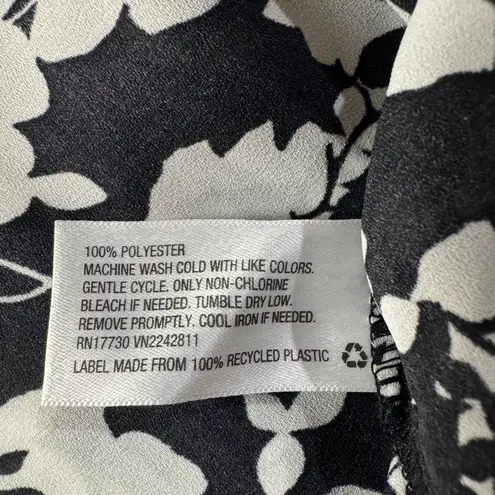 100% POLYESTER
MACHINE WASH COLD WITH LIKE COLORS.
GENTLE CYCLE. ONLY NON-CHLORINE
BLEACH IF NEEDED. TUMBLE DRY LOW.
REMOVE PROMPTLY. COOL IRON IF NEEDED.
RN17730 VN2242811
LABEL MADE FROM 100% RECYCLED PLASTIC